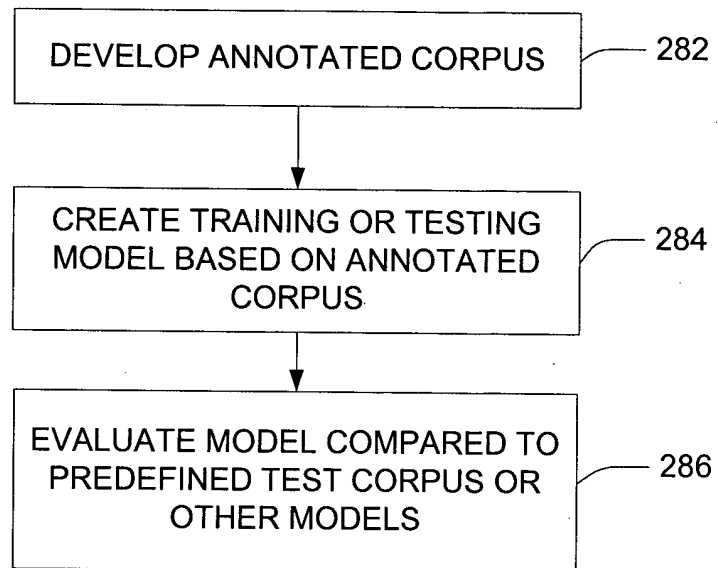 DEVELOP ANNOTATED CORPUS
282
CREATE TRAINING OR TESTING
MODEL BASED ON ANNOTATED
CORPUS
284
EVALUATE MODEL COMPARED TO
PREDEFINED TEST CORPUS OR
OTHER MODELS
286